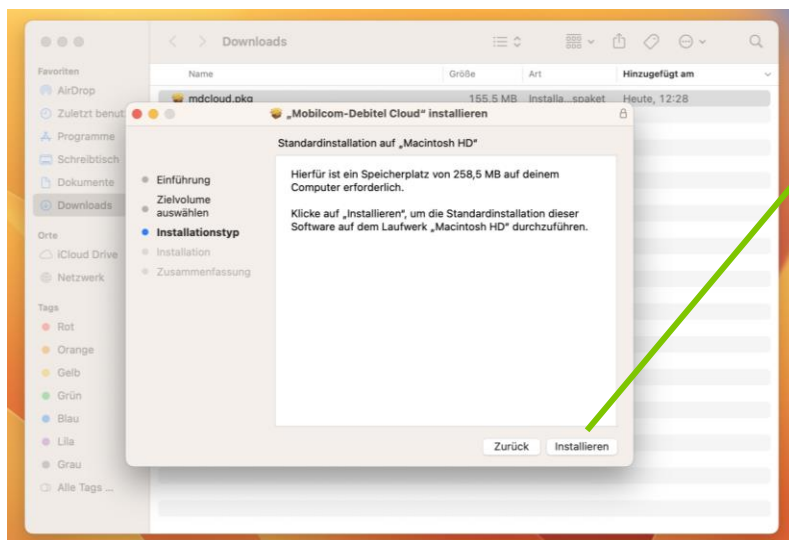 Downloads
Favoriten
AirDrop
Zuletzt benut
Programme
Schreibtisch
Dokumente
Downloads
Orte
iCloud Drive
Netzwerk
Tags
Rot
Orange
Gelb
Grün
Blau
Lila
Grau
Alle Tags ...
Name Größe Art Hinzugefügt am
mdcloud.pkg 155,5 MB Installa...spaket Heute, 12:28
„Mobilcom-Debitel Cloud“ installieren
Standardinstallation auf „Macintosh HD“
Einführung
Zielvolume
auswählen
Installationstyp
Installation
Zusammenfassung
Hierfür ist ein Speicherplatz von 258,5 MB auf deinem
Computer erforderlich.
Klicke auf „Installieren“, um die Standardinstallation dieser
Software auf dem Laufwerk „Macintosh HD“ durchzuführen.
Zurück Installieren